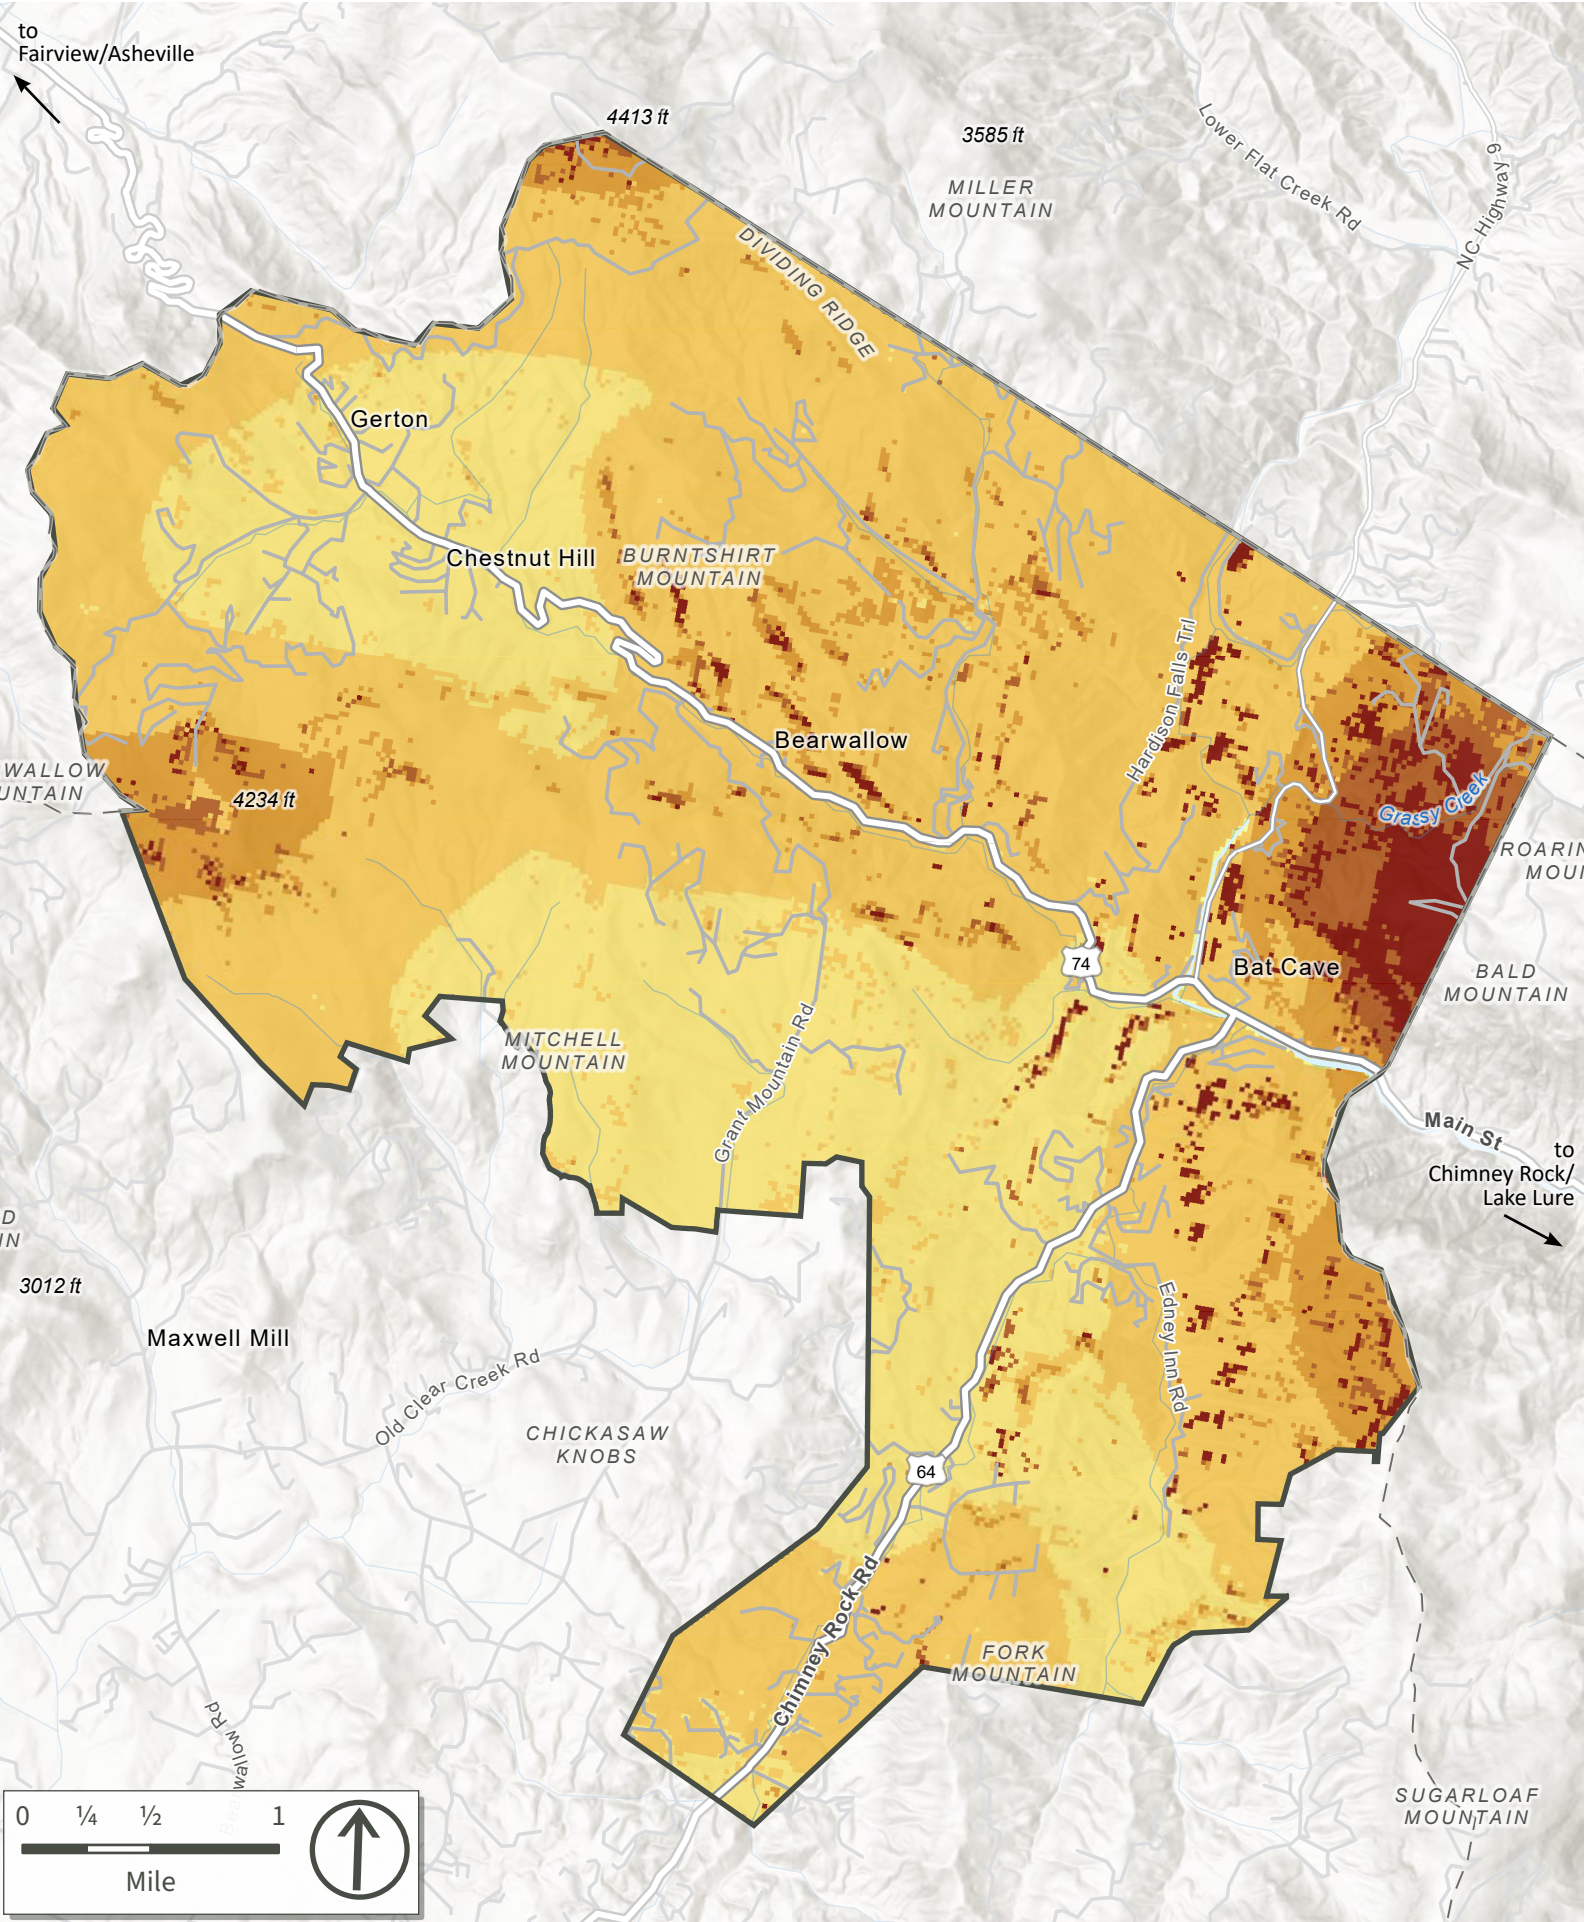 to
Fairview/Asheville
4413 ft
3585 ft
MILLER
MOUNTAIN
Lower Flat Creek Rd
NC Highway 9
DIVIDING RIDGE
Gerton
Chestnut Hill
BURNTSHIRT
MOUNTAIN
Hardison Falls Trl
Bearwallow
WALLOW
UNTAIN
4234 ft
Grassy Creek
ROARIN
MOUN
74
Bat Cave
BALD
MOUNTAIN
MITCHELL
MOUNTAIN
Grant Mountain Rd
Main St
to
Chimney Rock/
Lake Lure
D
IN
3012 ft
Maxwell Mill
Edney Inn Rd
Old Clear Creek Rd
CHICKASAW
KNOBS
64
Chimney Rock Rd
FORK
MOUNTAIN
wallow Rd
SUGARLOAF
MOUNTAIN
0 ¼ ½ 1
Mile